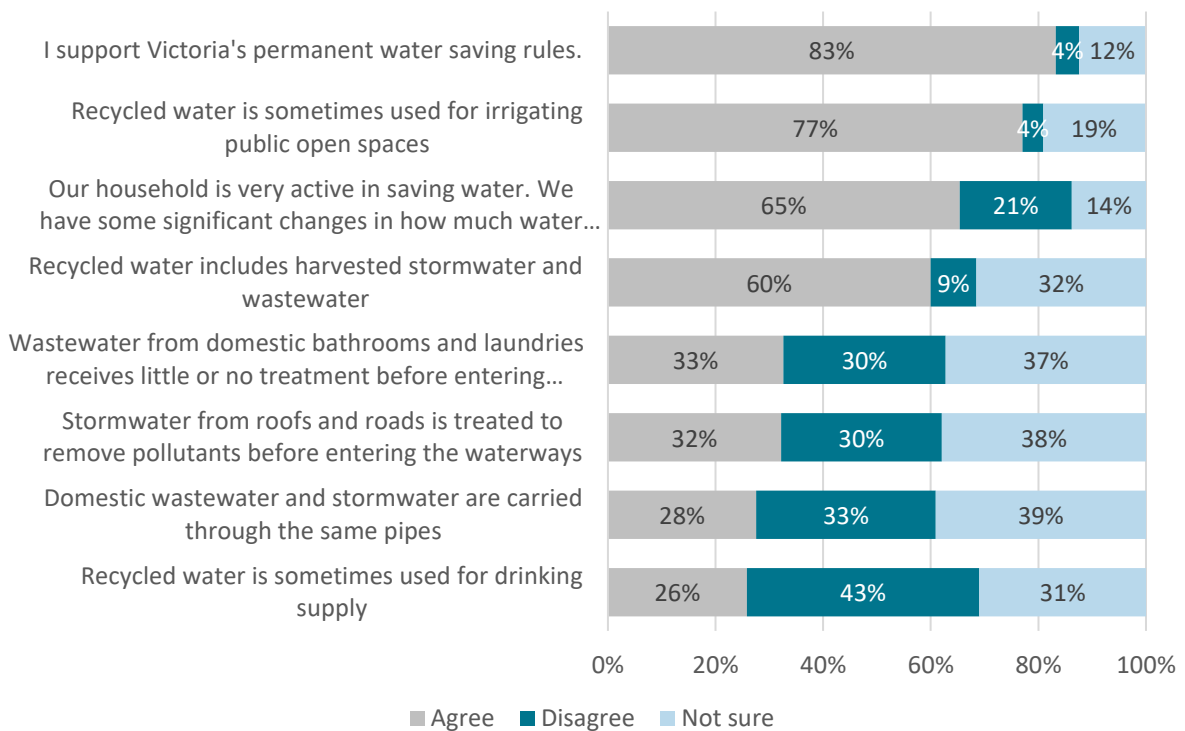 I support Victoria's permanent water saving rules.
83%
4%
12%
Recycled water is sometimes used for irrigating
public open spaces
77%
4%
19%
Our household is very active in saving water. We
have some significant changes in how much water...
65%
21%
14%
Recycled water includes harvested stormwater and
wastewater
60%
9%
32%
Wastewater from domestic bathrooms and laundries
receives little or no treatment before entering...
33%
30%
37%
Stormwater from roofs and roads is treated to
remove pollutants before entering the waterways
32%
30%
38%
Domestic wastewater and stormwater are carried
through the same pipes
28%
33%
39%
Recycled water is sometimes used for drinking
supply
26%
43%
31%
0% 20% 40% 60% 80% 100%
Agree Disagree Not sure